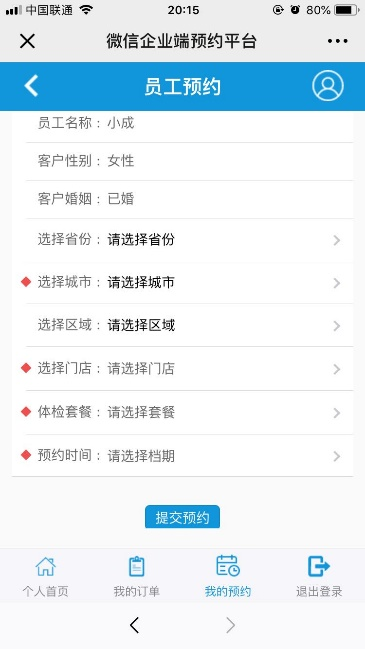 中国联通 20:15 80%
微信企业端预约平台
员工预约
员工名称：小成
客户性别：女性
客户婚姻：已婚
选择省份：请选择省份
选择城市：请选择城市
选择区域：请选择区域
选择门店：请选择门店
体检套餐：请选择套餐
预约时间：请选择档期
提交预约
个人首页 我的订单 我的预约 退出登录